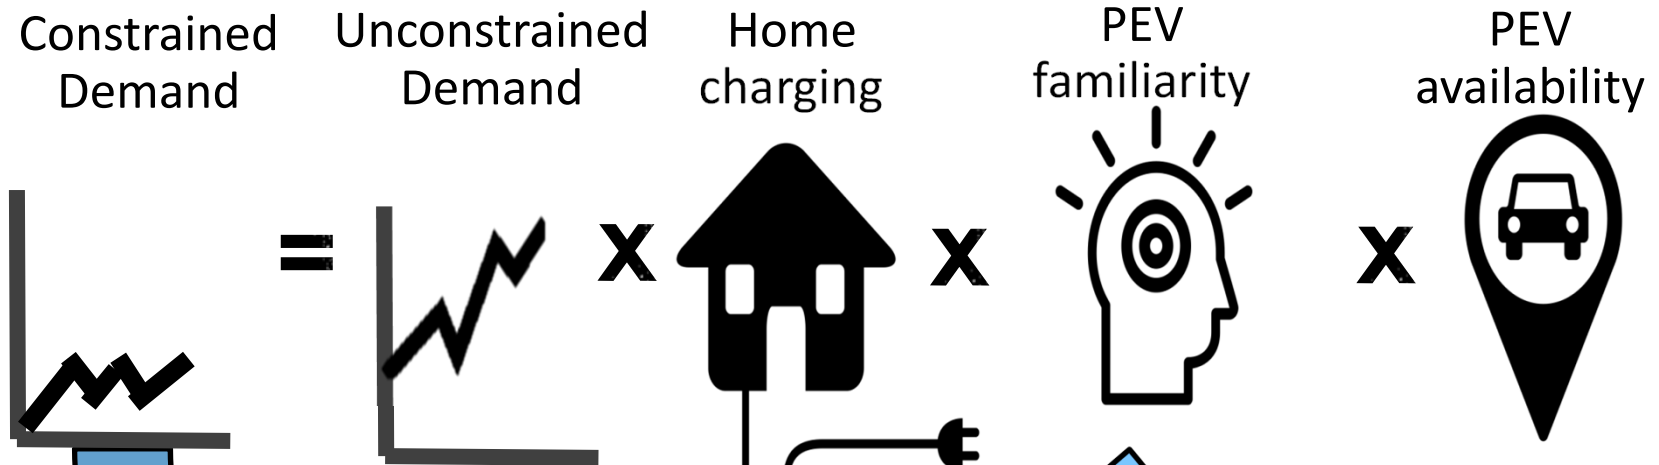 Constrained
Demand
=
Unconstrained
Demand
x
Home
charging
x
PEV
familiarity
x
PEV
availability